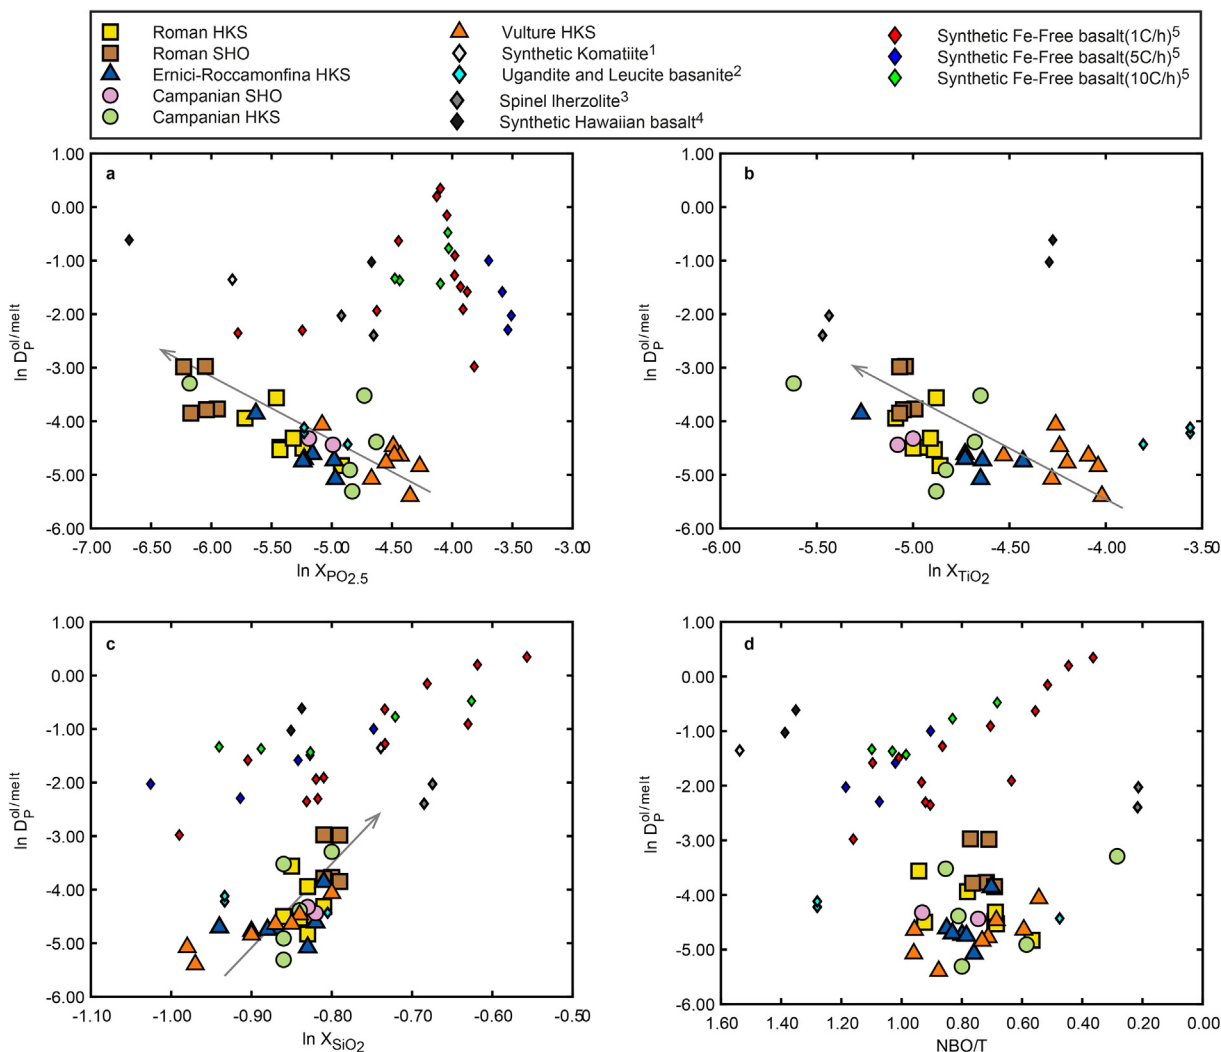 Roman HKS
Roman SHO
Ernici-Roccamonfina HKS
Campanian SHO
Campanian HKS
Vulture HKS
Synthetic Komatiite1
Ugandite and Leucite basanite2
Spinel lherzolite3
Synthetic Hawaiian basalt4
Synthetic Fe-Free basalt(1C/h)5
Synthetic Fe-Free basalt(5C/h)5
Synthetic Fe-Free basalt(10C/h)5
a
1.00
0.00
-1.00
-2.00
-3.00
-4.00
-5.00
-6.00
ln DPol/melt
-7.00 -6.50 -6.00 -5.50 -5.00 -4.50 -4.00 -3.50 -3.00
ln XPO2.5
b
1.00
0.00
-1.00
-2.00
-3.00
-4.00
-5.00
-6.00
ln DPol/melt
-6.00 -5.50 -5.00 -4.50 -4.00 -3.50
ln XTiO2
c
1.00
0.00
-1.00
-2.00
-3.00
-4.00
-5.00
-6.00
ln DPol/melt
-1.10 -1.00 -0.90 -0.80 -0.70 -0.60 -0.50
ln XSiO2
d
1.00
0.00
-1.00
-2.00
-3.00
-4.00
-5.00
-6.00
ln DPol/melt
1.60 1.40 1.20 1.00 0.80 0.60 0.40 0.20 0.00
NBO/T